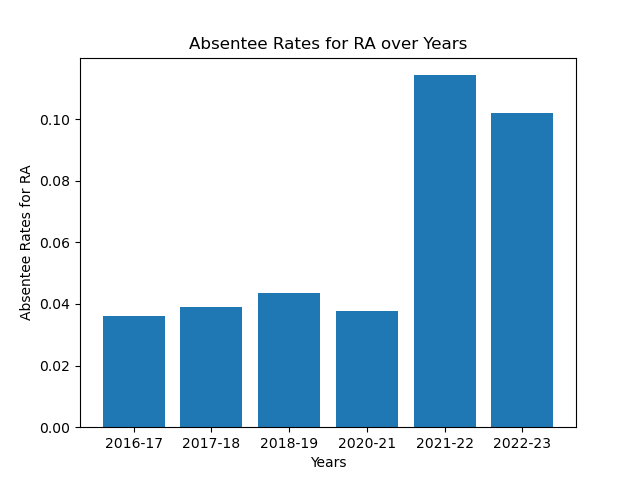 Absentee Rates for RA over Years
Absentee Rates for RA
0.10
0.08
0.06
0.04
0.02
0.00
2016-17 2017-18 2018-19 2020-21 2021-22 2022-23
Years